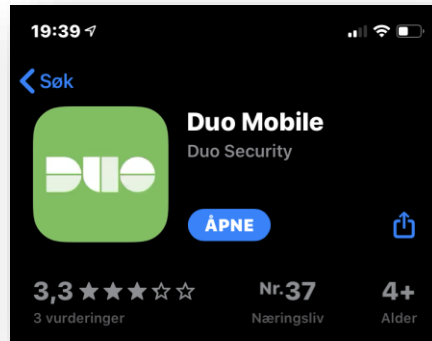 19:39
Søk
DUO
Duo Mobile
Duo Security
ÅPNE
3,3
3 vurderinger
Nr.37
Næringsliv
4+
Alder